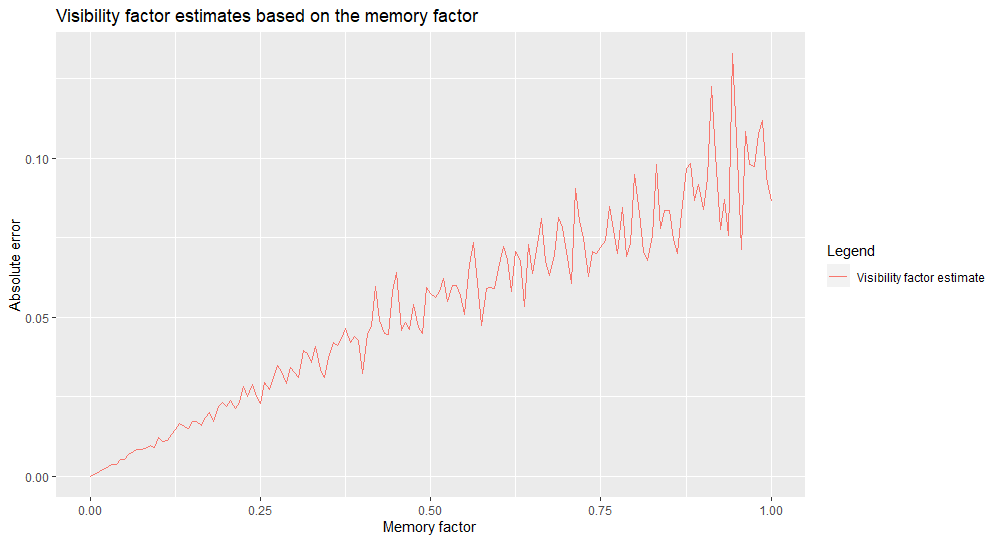 Visibility factor estimates based on the memory factor
Absolute error
0.10
0.05
0.00
0.00 0.25 0.50 0.75 1.00
Memory factor
Legend
Visibility factor estimate